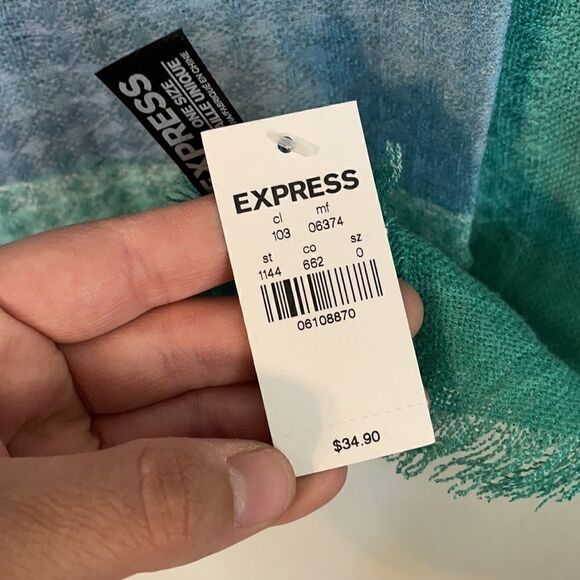 EXPRESS
ONE SIZE
TAILLE UNIQUE
EXPRESS
cl mf
103 06374
st co sz
1144 662 0
06108870
$34.90